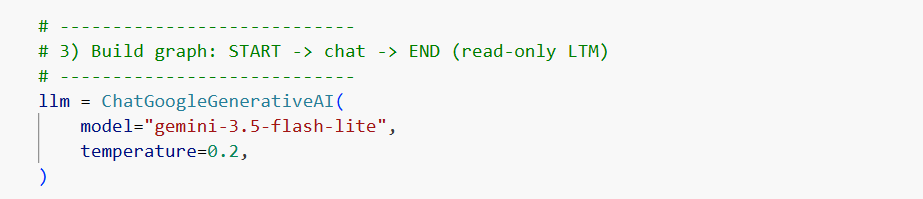 # ----------------------------
# 3) Build graph: START -> chat -> END (read-only LTM)
# ----------------------------
llm = ChatGoogleGenerativeAI(
    model="gemini-3.5-flash-lite",
    temperature=0.2,
)